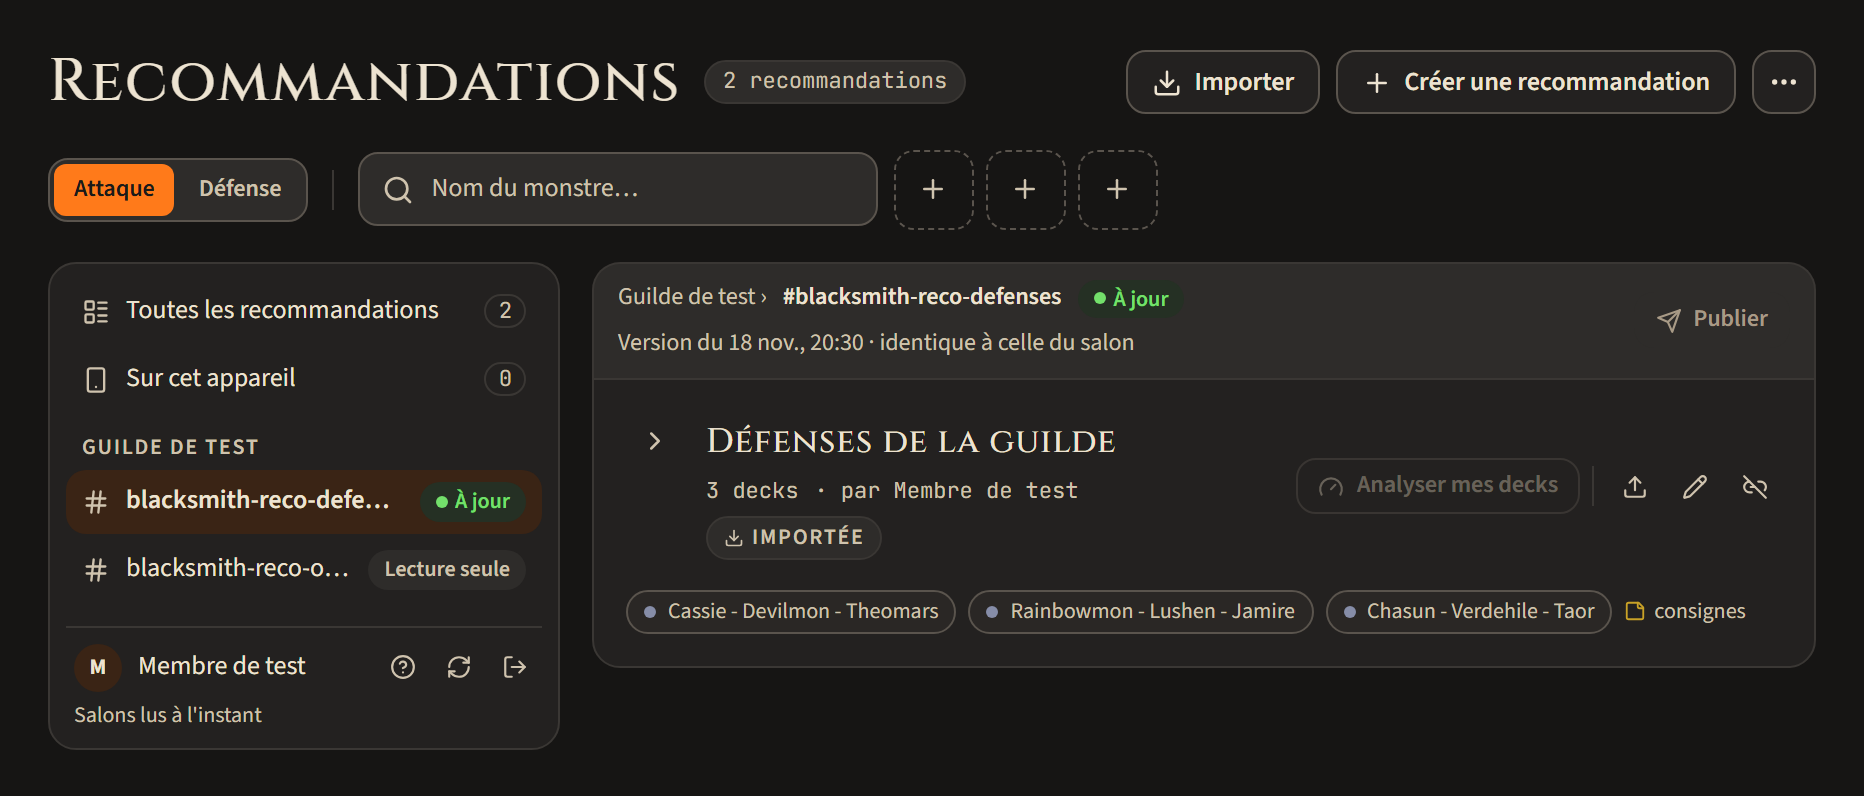 Recommandations
2 recommandations
Importer
Créer une recommandation
Attaque
Défense
Nom du monstre…
Toutes les recommandations
2
Sur cet appareil
0
GUILDE DE TEST
blacksmith-reco-defe…
À jour
blacksmith-reco-o…
Lecture seule
M
Membre de test
Salons lus à l'instant
Guilde de test › #blacksmith-reco-defenses
À jour
Version du 18 nov., 20:30 · identique à celle du salon
Publier
Défenses de la guilde
3 decks · par Membre de test
IMPORTÉE
Analyser mes decks
Cassie - Devilmon - Theomars
Rainbowmon - Lushen - Jamire
Chasun - Verdehile - Taor
consignes